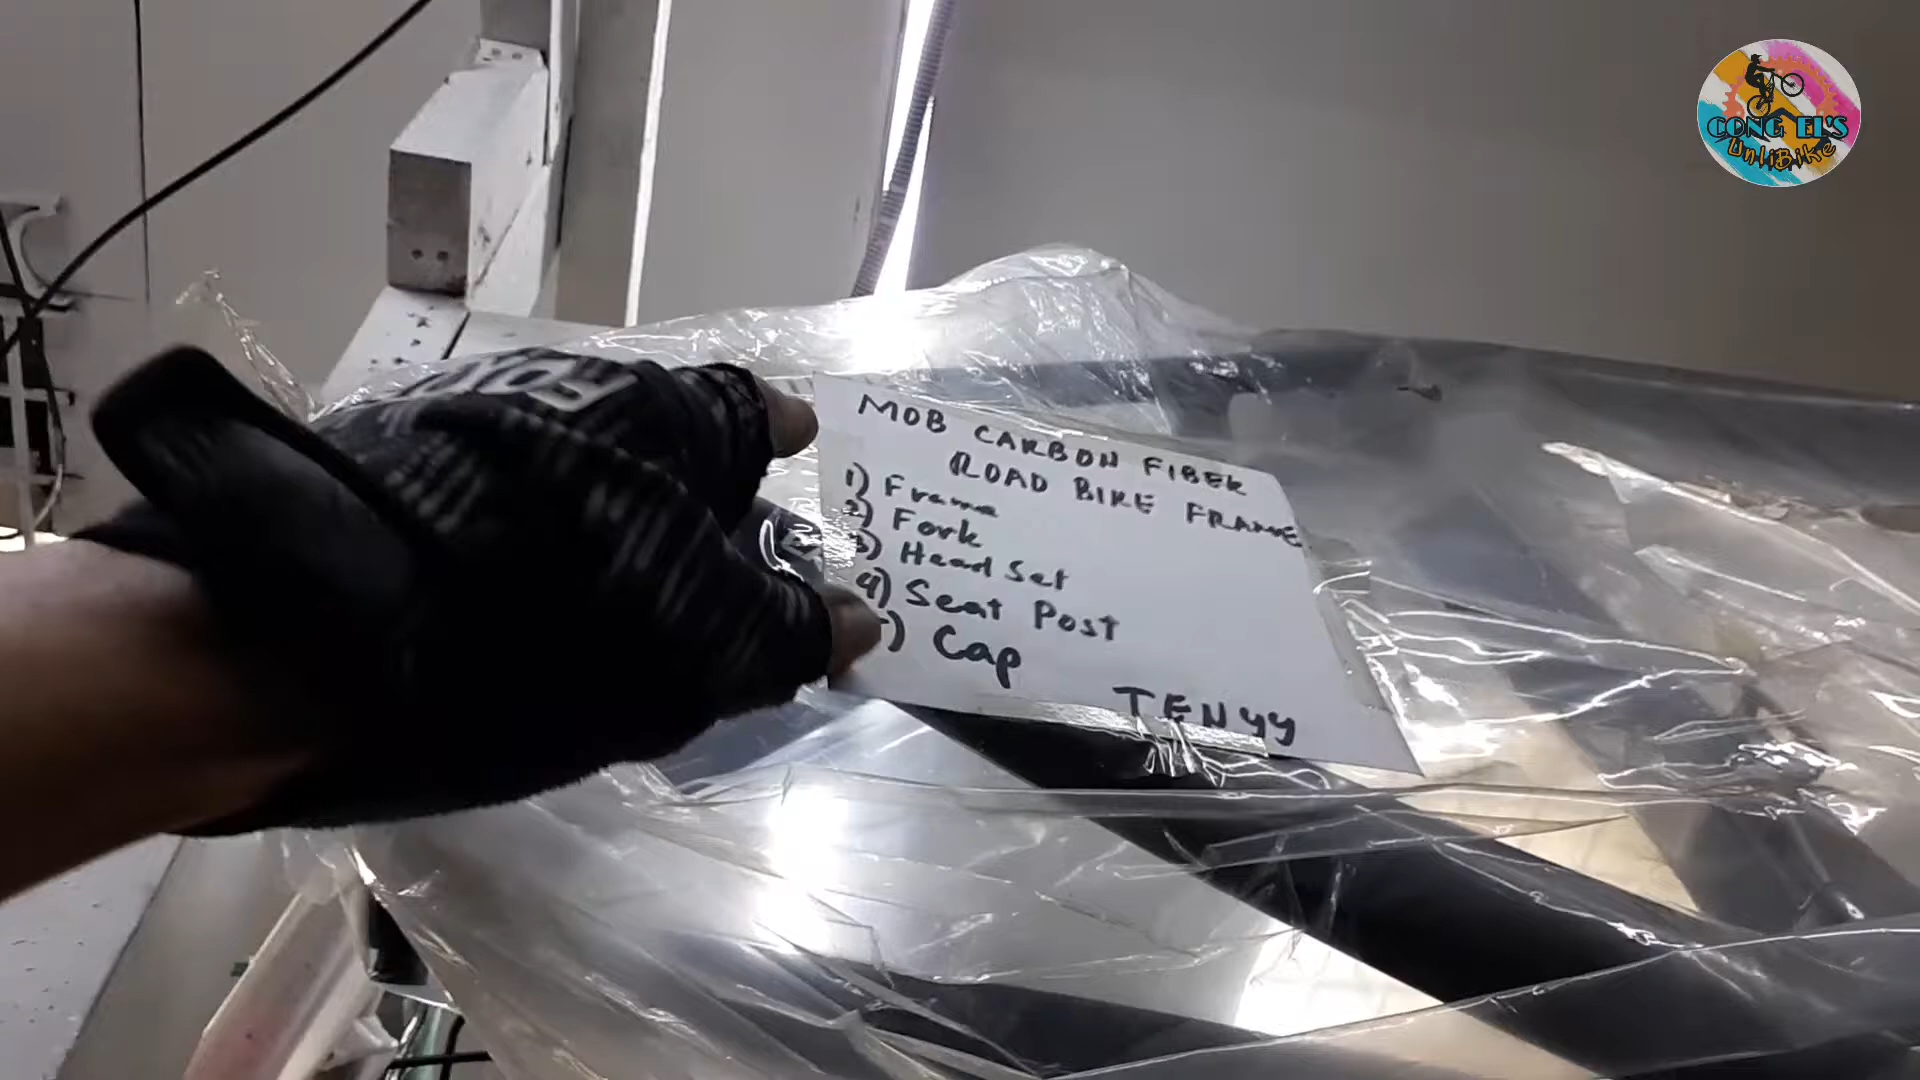 CONG EL'S
UnliBike
FOX
MOB CARBON FIBER
ROAD BIKE FRAME
1) Frame
2) Fork
3) Head Set
4) Seat Post
) Cap
TENYY